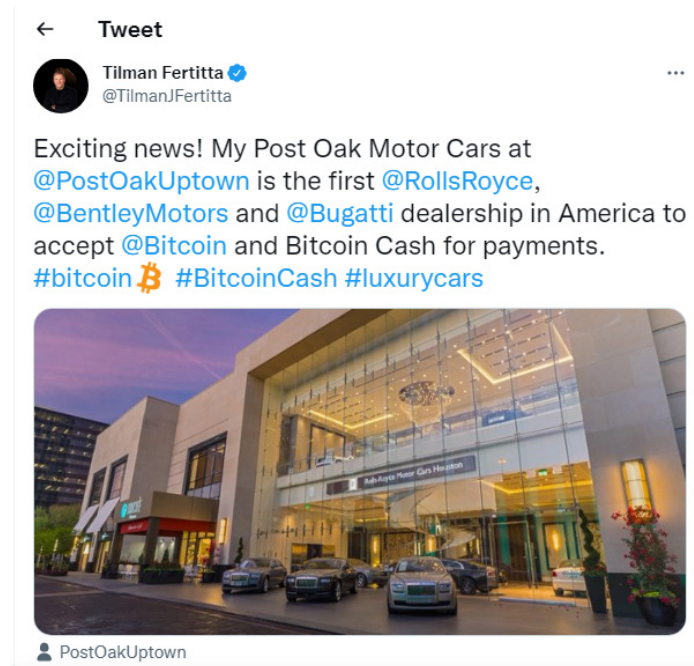 Tweet
Tilman Fertitta
@TilmanJFertitta
Exciting news! My Post Oak Motor Cars at
@PostOakUptown is the first @RollsRoyce,
@BentleyMotors and @Bugatti dealership in America to
accept @Bitcoin and Bitcoin Cash for payments.
#bitcoin #BitcoinCash #luxurycars
Rolls-Royce Motor Cars Houston
PostOakUptown